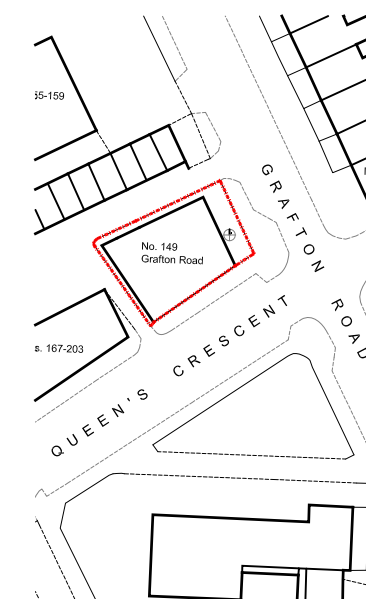 55-159
GRAFTON ROAD
No. 149
Grafton Road
s. 167-203
QUEEN'S CRESCENT